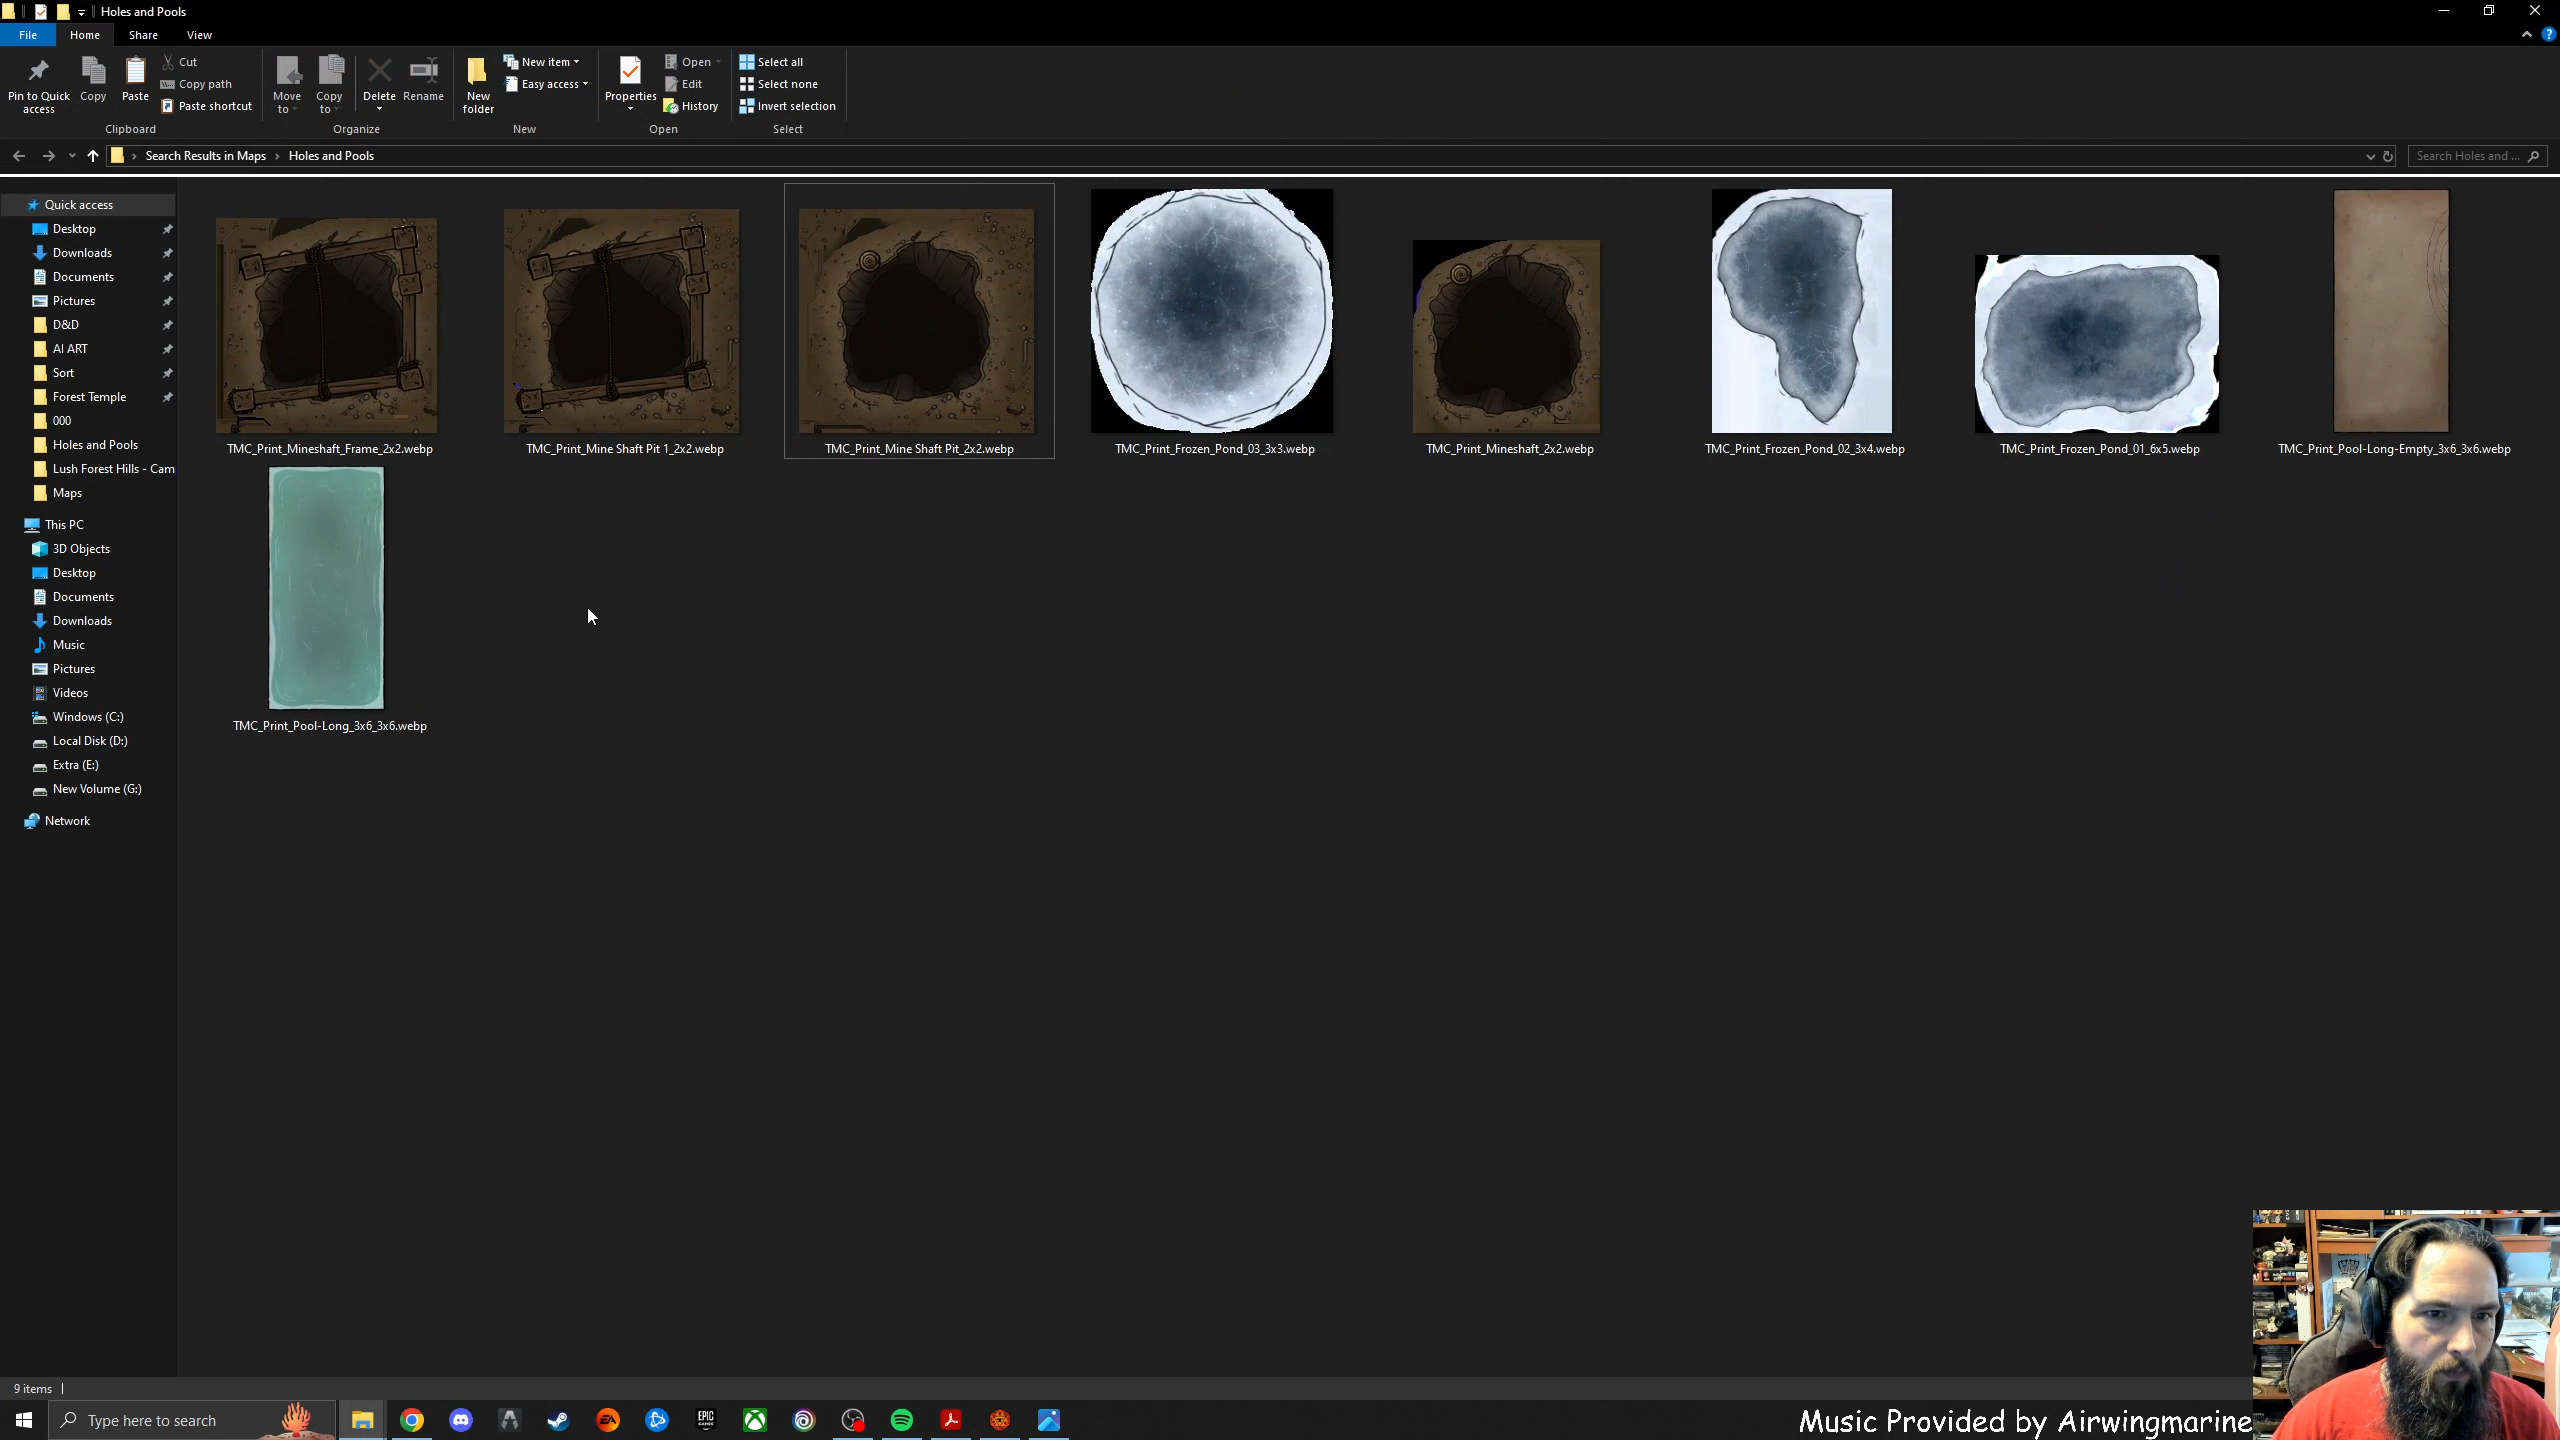 Holes and Pools
File Home Share View
Pin to Quick access
Copy
Paste
Cut
Copy path
Paste shortcut
Clipboard
Move to
Copy to
Delete
Rename
Organize
New folder
New item
Easy access
New
Properties
Open
Edit
History
Open
Select all
Select none
Invert selection
Select
Search Results in Maps > Holes and Pools
Search Holes and ...
Quick access
Desktop
Downloads
Documents
Pictures
D&D
AI ART
Sort
Forest Temple
000
Holes and Pools
Lush Forest Hills - Cam
Maps
This PC
3D Objects
Desktop
Documents
Downloads
Music
Pictures
Videos
Windows (C:)
Local Disk (D:)
Extra (E:)
New Volume (G:)
Network
TMC_Print_Mineshaft_Frame_2x2.webp
TMC_Print_Mine Shaft Pit 1_2x2.webp
TMC_Print_Mine Shaft Pit_2x2.webp
TMC_Print_Frozen_Pond_03_3x3.webp
TMC_Print_Mineshaft_2x2.webp
TMC_Print_Frozen_Pond_02_3x4.webp
TMC_Print_Frozen_Pond_01_6x5.webp
TMC_Print_Pool-Long-Empty_3x6_3x6.webp
TMC_Print_Pool-Long_3x6_3x6.webp
9 items
Type here to search
EA
EPIC GAMES
Music Provided by Airwingmarine